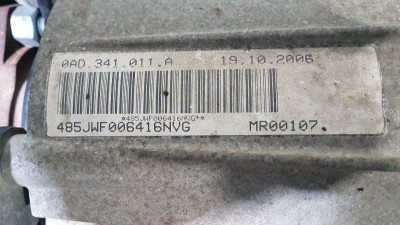 0AD.341.011.A 19.10.2006
*485JWF006416NVG+*
485JWF006416NVG MR00107